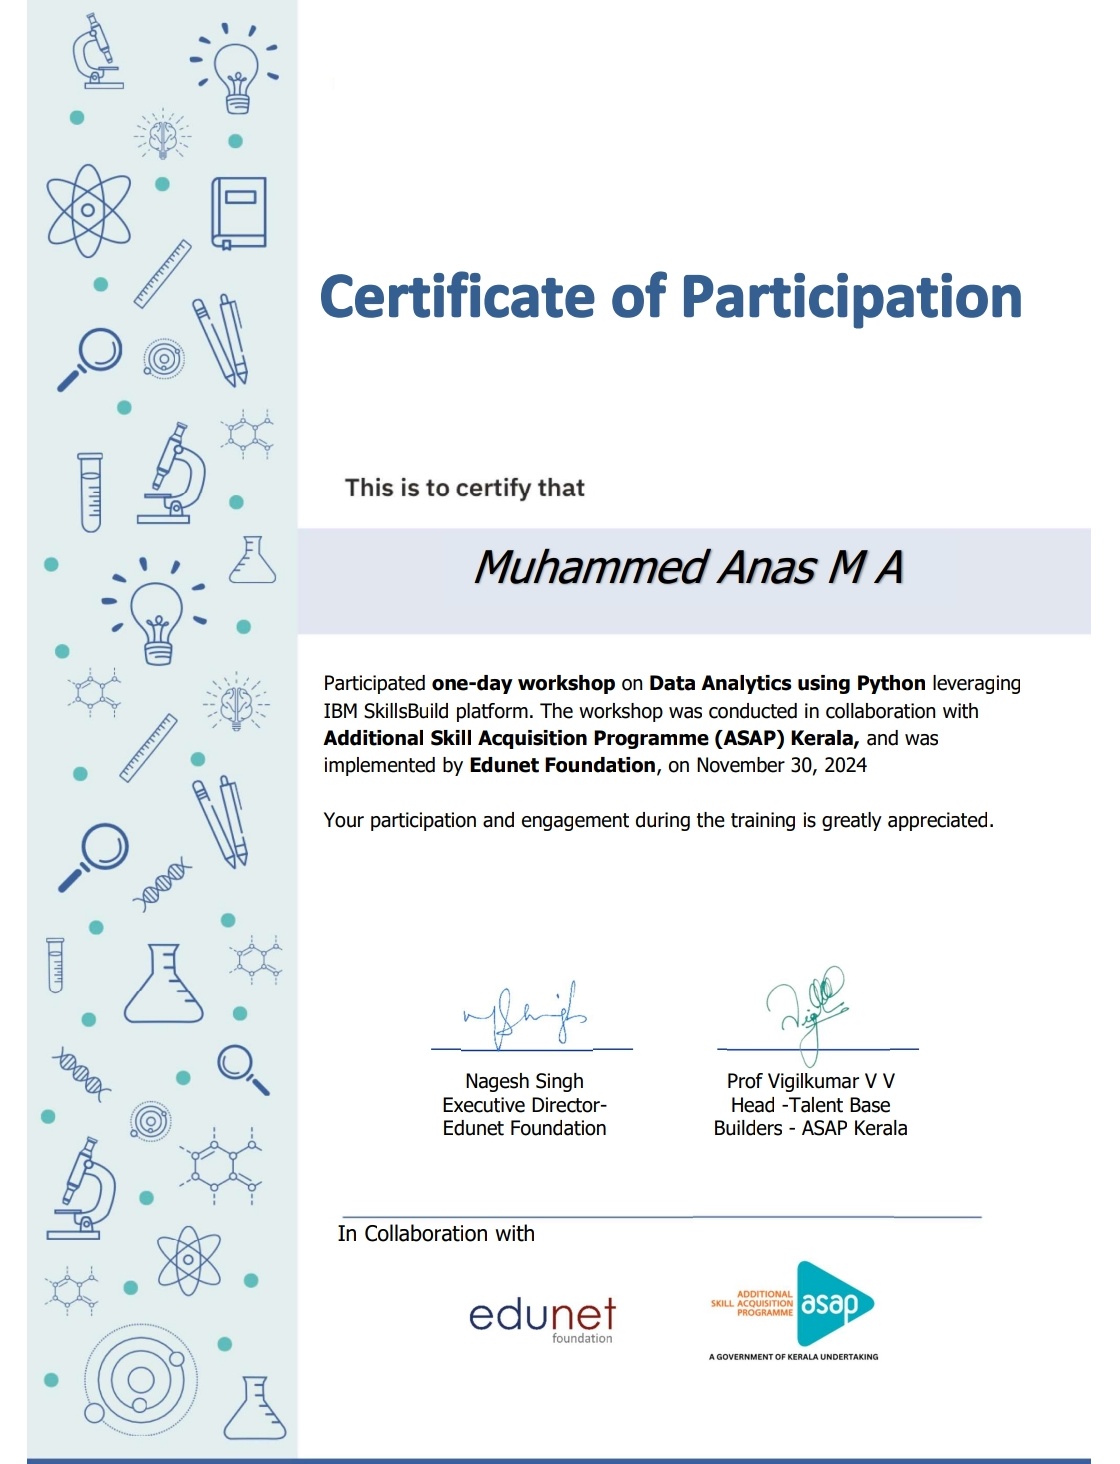 Certificate of Participation
This is to certify that
Muhammed Anas M A
Participated one-day workshop on Data Analytics using Python leveraging
IBM SkillsBuild platform. The workshop was conducted in collaboration with
Additional Skill Acquisition Programme (ASAP) Kerala, and was
implemented by Edunet Foundation, on November 30, 2024
Your participation and engagement during the training is greatly appreciated.
Nagesh Singh
Executive Director-
Edunet Foundation
Prof Vigilkumar V V
Head -Talent Base
Builders - ASAP Kerala
In Collaboration with
edunet
foundation
ADDITIONAL
SKILL ACQUISITION
PROGRAMME
asap
A GOVERNMENT OF KERALA UNDERTAKING